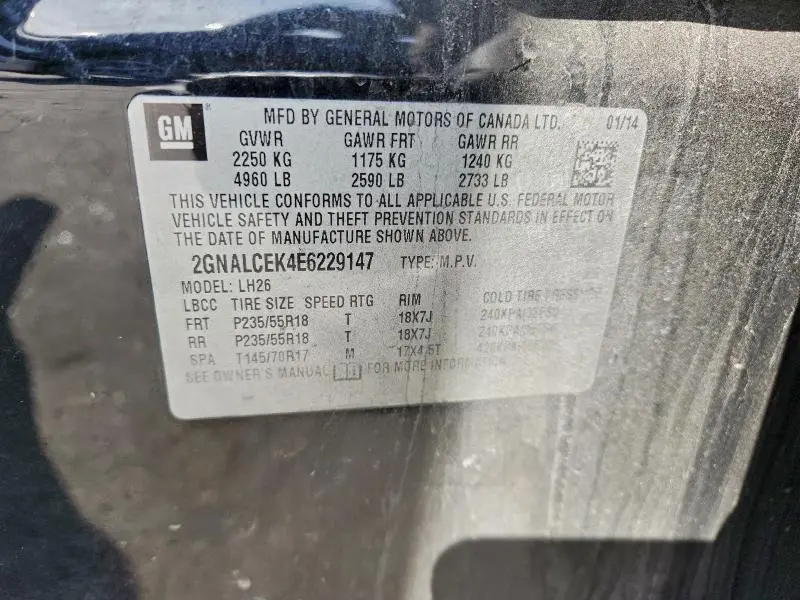 GM ® MFD BY GENERAL MOTORS OF CANADA LTD. 01/14
GVWR GAWR FRT GAWR RR
2250 KG 1175 KG 1240 KG
4960 LB 2590 LB 2733 LB
THIS VEHICLE CONFORMS TO ALL APPLICABLE U.S. FEDERAL MOTOR
VEHICLE SAFETY AND THEFT PREVENTION STANDARDS IN EFFECT ON
THE DATE OF MANUFACTURE SHOWN ABOVE.
2GNALCEK4E6229147 TYPE: M.P.V.
MODEL: LH26
LBCC TIRE SIZE SPEED RTG RIM COLD TIRE PRESSURE
FRT P235/55R18 T 18X7J
RR P235/55R18 T 18X7J
SPA T145/70R17 M 17X4.5T
SEE OWNER'S MANUAL FOR MORE INFORMATION